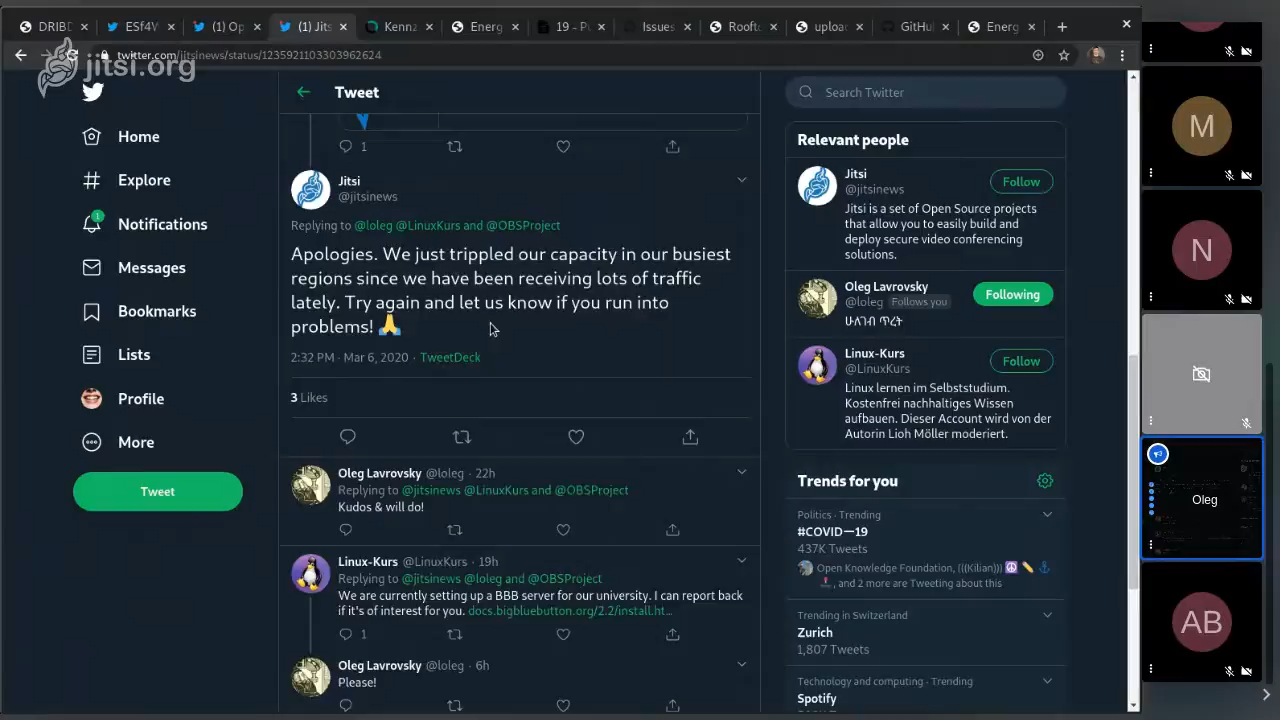 DRIBD
ESf4W
(1) Op
(1) Jits
Kennz
Energ
19 - Pu
Issues
Roofto
upload
GitHub
Energ
twitter.com/jitsinews/status/1235921103303962624
jitsi.org
Home
Explore
1
Notifications
Messages
Bookmarks
Lists
Profile
More
Tweet
Tweet
1
Jitsi
@jitsinews
Replying to @loleg @LinuxKurs and @OBSProject
Apologies. We just trippled our capacity in our busiest
regions since we have been receiving lots of traffic
lately. Try again and let us know if you run into
problems! 🙏
2:32 PM · Mar 6, 2020 · TweetDeck
3 Likes
Oleg Lavrovsky @loleg · 22h
Replying to @jitsinews @LinuxKurs and @OBSProject
Kudos & will do!
Linux-Kurs @LinuxKurs · 19h
Replying to @jitsinews @loleg and @OBSProject
We are currently setting up a BBB server for our university. I can report back
if it's of interest for you. docs.bigbluebutton.org/2.2/install.ht...
1
Oleg Lavrovsky @loleg · 6h
Please!
Search Twitter
Relevant people
Jitsi
@jitsinews
Follow
Jitsi is a set of Open Source projects
that allow you to easily build and
deploy secure video conferencing
solutions.
Oleg Lavrovsky
@loleg Follows you
Following
Linux-Kurs
@LinuxKurs
Follow
Linux lernen im Selbststudium.
Kostenfrei nachhaltiges Wissen
aufbauen. Dieser Account wird von der
Autorin Lioh Möller moderiert.
Trends for you
Politics · Trending
#COVID—19
437K Tweets
Open Knowledge Foundation, (((Kilian)))
, and 2 more are Tweeting about this
Trending in Switzerland
Zurich
1,807 Tweets
Technology and computing · Trending
Spotify
M
N
Oleg
AB